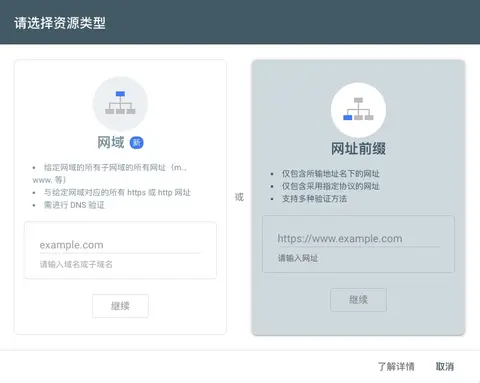 请选择资源类型
网域 新
• 给定网域的所有子网域的所有网址（m.、
www. 等）
• 与给定网域对应的所有 https 或 http 网址
• 需进行 DNS 验证
example.com
请输入域名或子域名
继续
或
网址前缀
• 仅包含所输地址名下的网址
• 仅包含采用指定协议的网址
• 支持多种验证方法
https://www.example.com
请输入网址
继续
了解详情 取消